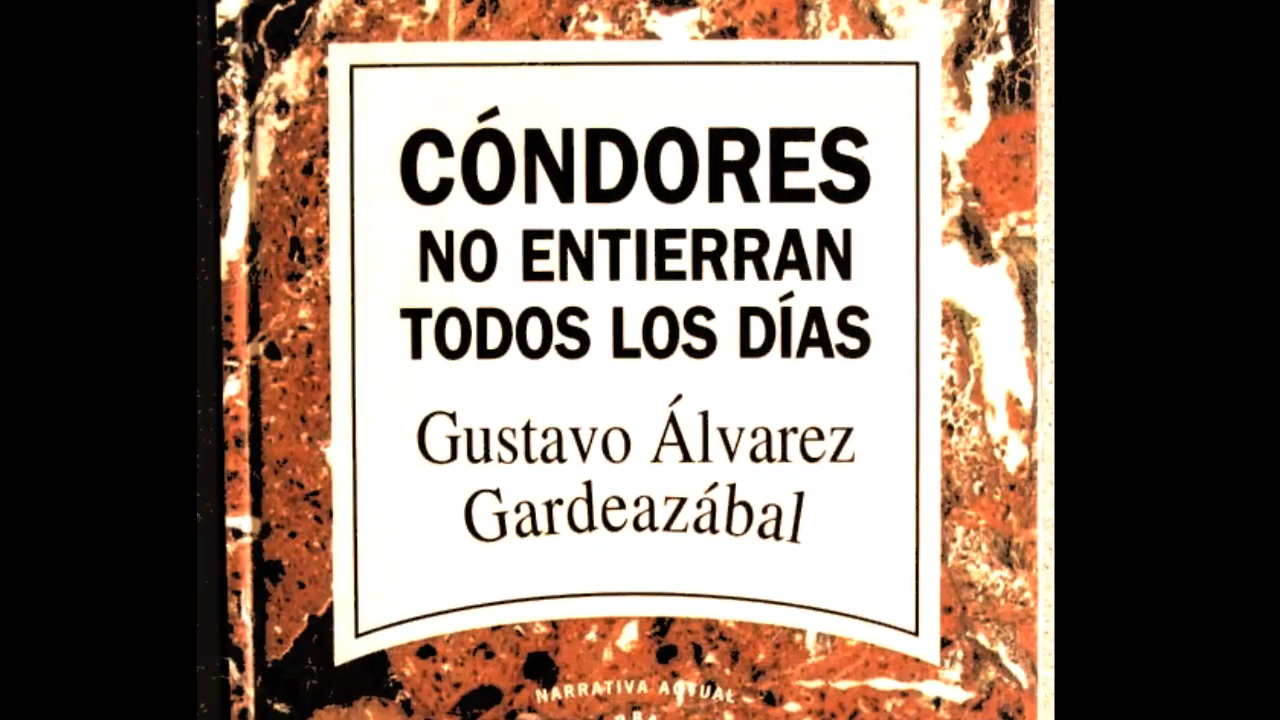 CÓNDORES
NO ENTIERRAN
TODOS LOS DÍAS
Gustavo Álvarez
Gardeazábal
NARRATIVA ACTUAL